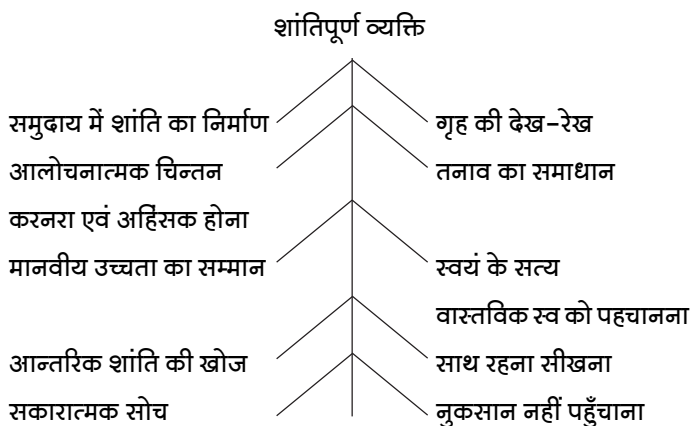 शांतिपूर्ण व्यक्ति
समुदाय में शांति का निर्माण
गृह की देख-रेख
आलोचनात्मक चिन्तन
तनाव का समाधान
करनरा एवं अहिंसक होना
मानवीय उच्चता का सम्मान
स्वयं के सत्य
वास्तविक स्व को पहचानना
आन्तरिक शांति की खोज
साथ रहना सीखना
सकारात्मक सोच
नुकसान नहीं पहुँचाना